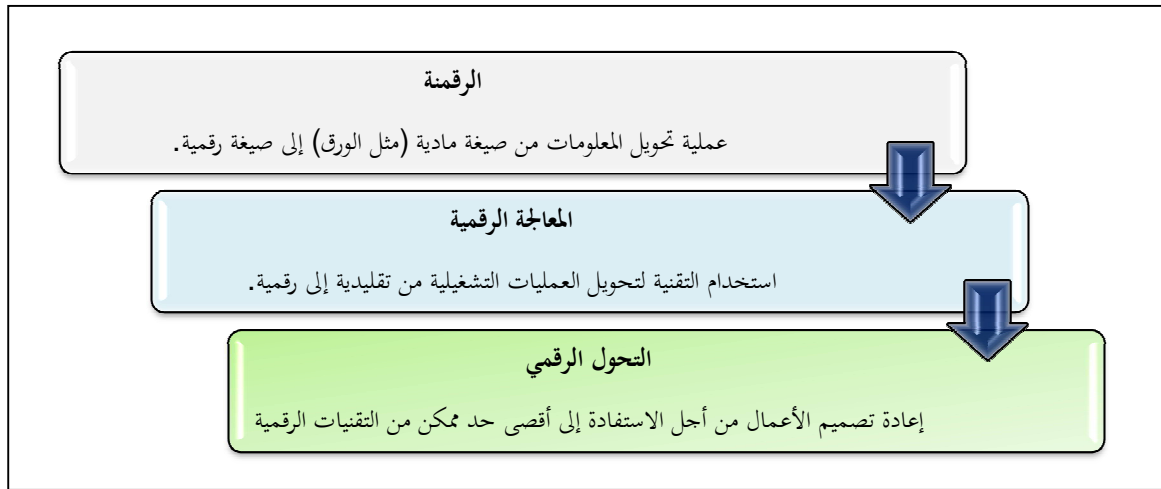 الرقمنة
عملية تحويل المعلومات من صيغة مادية (مثل الورق) إلى صيغة رقمية.
المعالجة الرقمية
استخدام التقنية لتحويل العمليات التشغيلية من تقليدية إلى رقمية.
التحول الرقمي
إعادة تصميم الأعمال من أجل الاستفادة إلى أقصى حد ممكن من التقنيات الرقمية